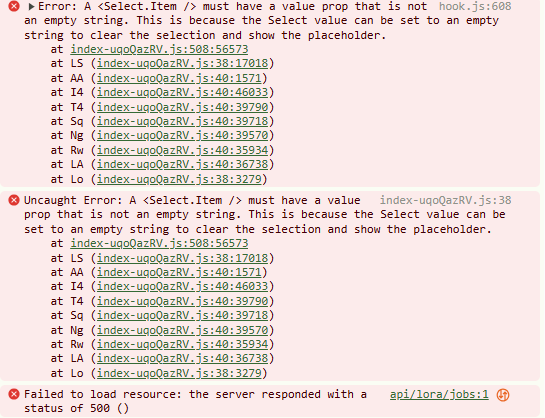 Error: A <Select.Item /> must have a value prop that is not hook.js:608
an empty string. This is because the Select value can be set to an empty
string to clear the selection and show the placeholder.
at index-uqoQazRV.js:508:56573
at LS (index-uqoQazRV.js:38:17018)
at AA (index-uqoQazRV.js:40:1571)
at I4 (index-uqoQazRV.js:40:46033)
at T4 (index-uqoQazRV.js:40:39790)
at Sq (index-uqoQazRV.js:40:39718)
at Ng (index-uqoQazRV.js:40:39570)
at Rw (index-uqoQazRV.js:40:35934)
at LA (index-uqoQazRV.js:40:36738)
at Lo (index-uqoQazRV.js:38:3279)
Uncaught Error: A <Select.Item /> must have a value index-uqoQazRV.js:38
prop that is not an empty string. This is because the Select value can be
set to an empty string to clear the selection and show the placeholder.
at index-uqoQazRV.js:508:56573
at LS (index-uqoQazRV.js:38:17018)
at AA (index-uqoQazRV.js:40:1571)
at I4 (index-uqoQazRV.js:40:46033)
at T4 (index-uqoQazRV.js:40:39790)
at Sq (index-uqoQazRV.js:40:39718)
at Ng (index-uqoQazRV.js:40:39570)
at Rw (index-uqoQazRV.js:40:35934)
at LA (index-uqoQazRV.js:40:36738)
at Lo (index-uqoQazRV.js:38:3279)
Failed to load resource: the server responded with a api/lora/jobs:1
status of 500 ()